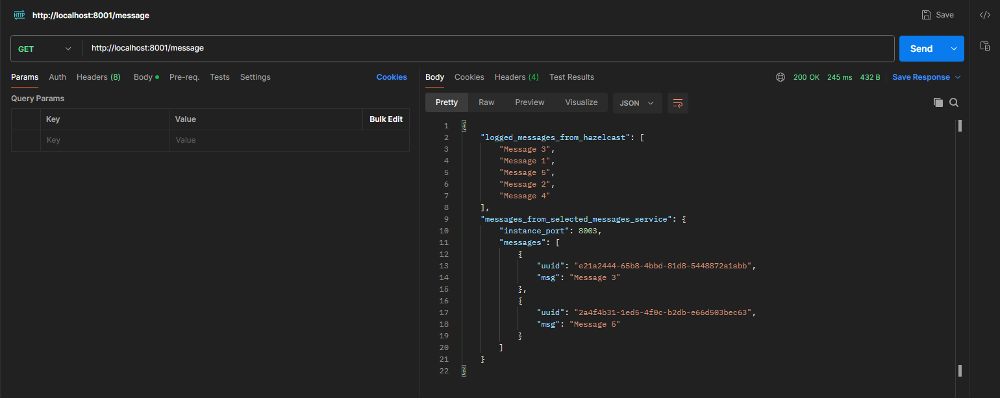 HTTP http://localhost:8001/message Save </>
GET http://localhost:8001/message Send
Params Auth Headers (8) Body Pre-req. Tests Settings Cookies
Query Params
Key Value Bulk Edit
Key Value
Body Cookies Headers (4) Test Results 200 OK 245 ms 432 B Save Response
Pretty Raw Preview Visualize JSON
1 {
2 "logged_messages_from_hazelcast": [
3 "Message 3",
4 "Message 1",
5 "Message 5",
6 "Message 2",
7 "Message 4"
8 ],
9 "messages_from_selected_messages_service": {
10 "instance_port": 8003,
11 "messages": [
12 {
13 "uuid": "e21a2444-65b8-4bbd-81d8-5448872a1abb",
14 "msg": "Message 3"
15 },
16 {
17 "uuid": "2a4f4b31-1ed5-4f0c-b2db-e66d503bec63",
18 "msg": "Message 5"
19 }
20 ]
21 }
22 }